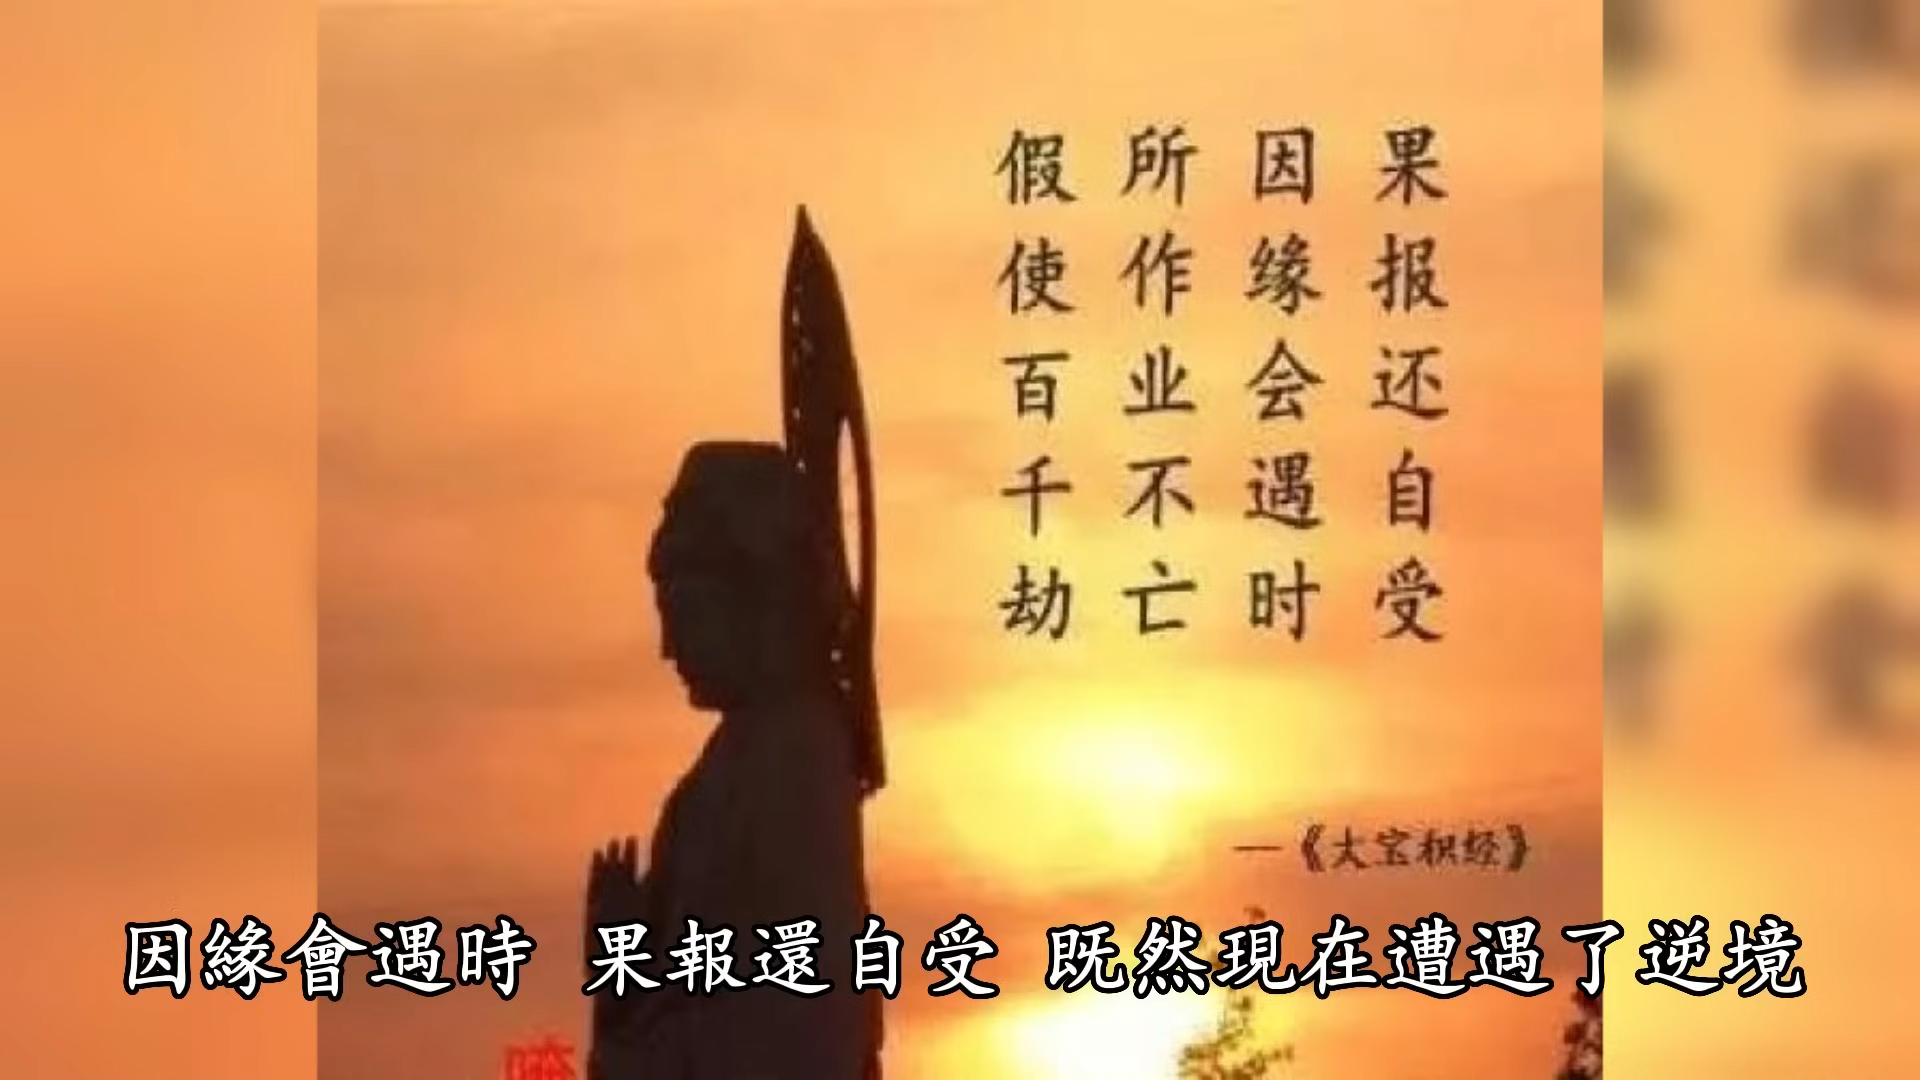 假使百千劫
所作业不亡
因缘会遇时
果报还自受
—《大宝积经》
因緣會遇時 果報還自受 既然現在遭遇了逆境